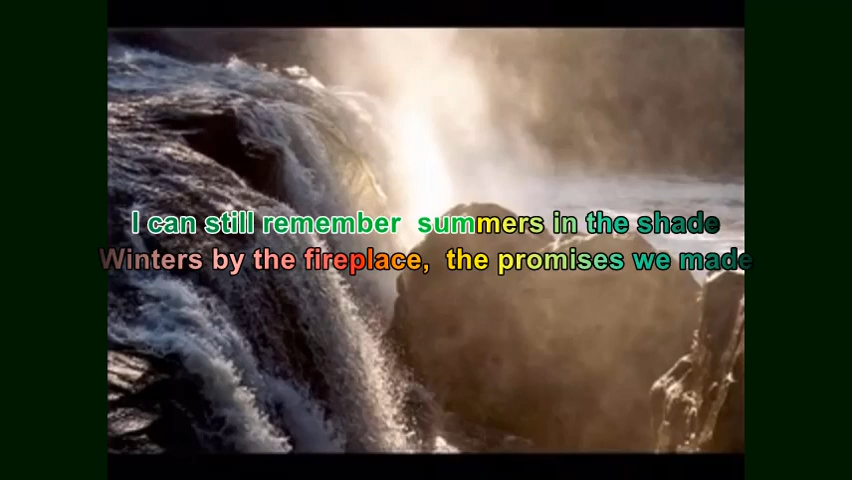 I can still remember  summers in the shade
Winters by the fireplace,  the promises we made